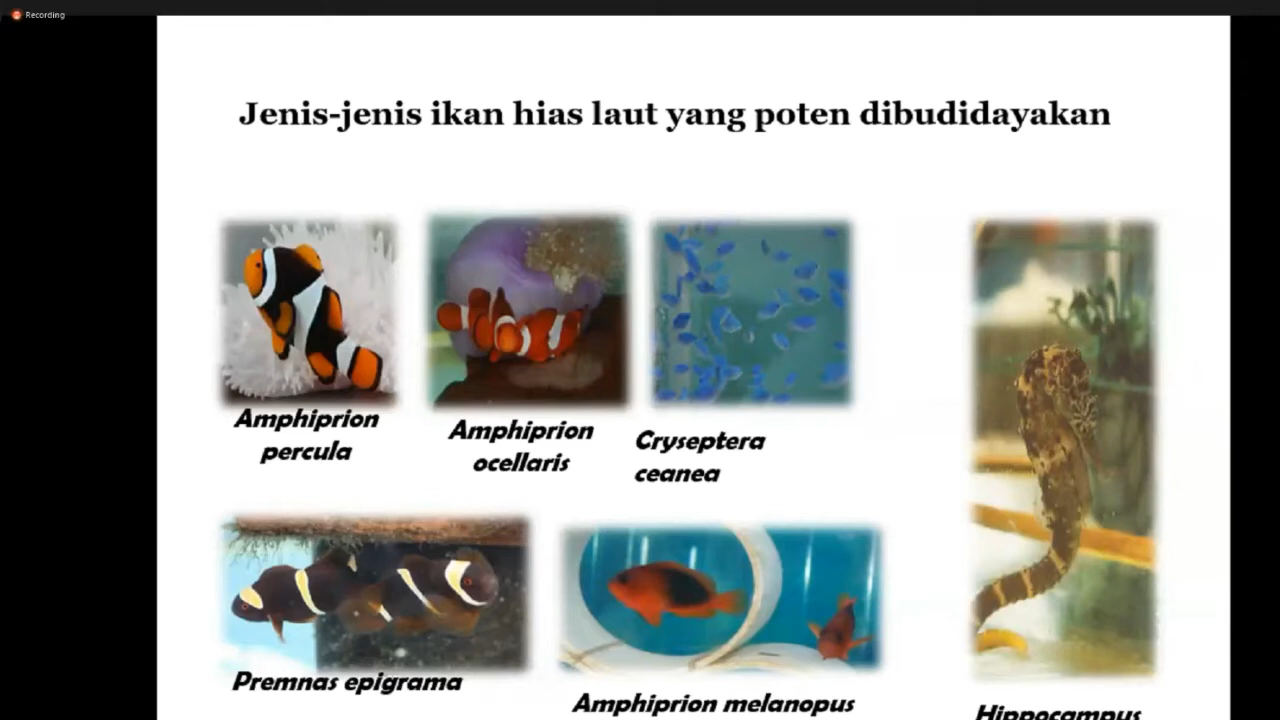 Recording
Jenis-jenis ikan hias laut yang poten dibudidayakan
Amphiprion
percula
Amphiprion
ocellaris
Cryseptera
ceanea
Premnas epigrama
Amphiprion melanopus
Hippocampus